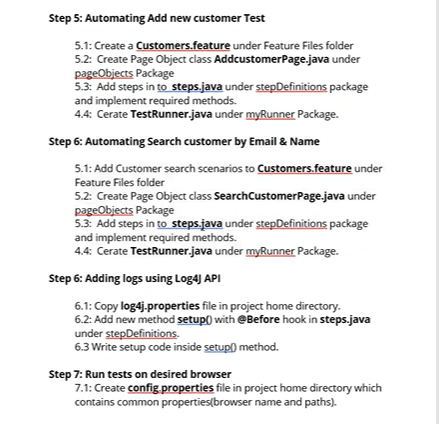 Step 5: Automating Add new customer Test
5.1: Create a Customers.feature under Feature Files folder
5.2: Create Page Object class AddcustomerPage.java under
pageObjects Package
5.3: Add steps in to steps.java under stepDefinitions package
and implement required methods.
4.4: Cerate TestRunner.java under myRunner Package.
Step 6: Automating Search customer by Email & Name
5.1: Add Customer search scenarios to Customers.feature under
Feature Files folder
5.2: Create Page Object class SearchCustomerPage.java under
pageObjects Package
5.3: Add steps in to steps.java under stepDefinitions package
and implement required methods.
4.4: Cerate TestRunner.java under myRunner Package.
Step 6: Adding logs using Log4J API
6.1: Copy log4j.properties file in project home directory.
6.2: Add new method setup() with @Before hook in steps.java
under stepDefinitions.
6.3 Write setup code inside setup() method.
Step 7: Run tests on desired browser
7.1: Create config.properties file in project home directory which
contains common properties(browser name and paths).